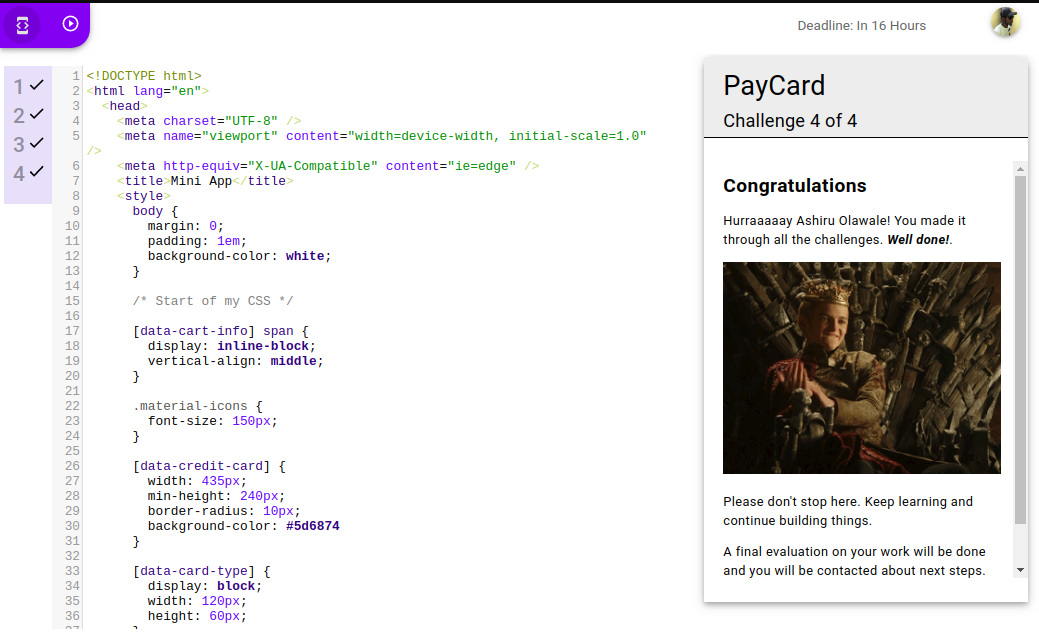 Deadline: In 16 Hours
1
2
3
4
1 <!DOCTYPE html>
2 <html lang="en">
3 <head>
4 <meta charset="UTF-8" />
5 <meta name="viewport" content="width=device-width, initial-scale=1.0"
/>
6 <meta http-equiv="X-UA-Compatible" content="ie=edge" />
7 <title>Mini App</title>
8 <style>
9 body {
10 margin: 0;
11 padding: 1em;
12 background-color: white;
13 }
14
15 /* Start of my CSS */
16
17 [data-cart-info] span {
18 display: inline-block;
19 vertical-align: middle;
20 }
21
22 .material-icons {
23 font-size: 150px;
24 }
25
26 [data-credit-card] {
27 width: 435px;
28 min-height: 240px;
29 border-radius: 10px;
30 background-color: #5d6874
31 }
32
33 [data-card-type] {
34 display: block;
35 width: 120px;
36 height: 60px;
37 }
PayCard
Challenge 4 of 4
Congratulations
Hurraaaaay Ashiru Olawale! You made it
through all the challenges. Well done!.
Please don't stop here. Keep learning and
continue building things.
A final evaluation on your work will be done
and you will be contacted about next steps.